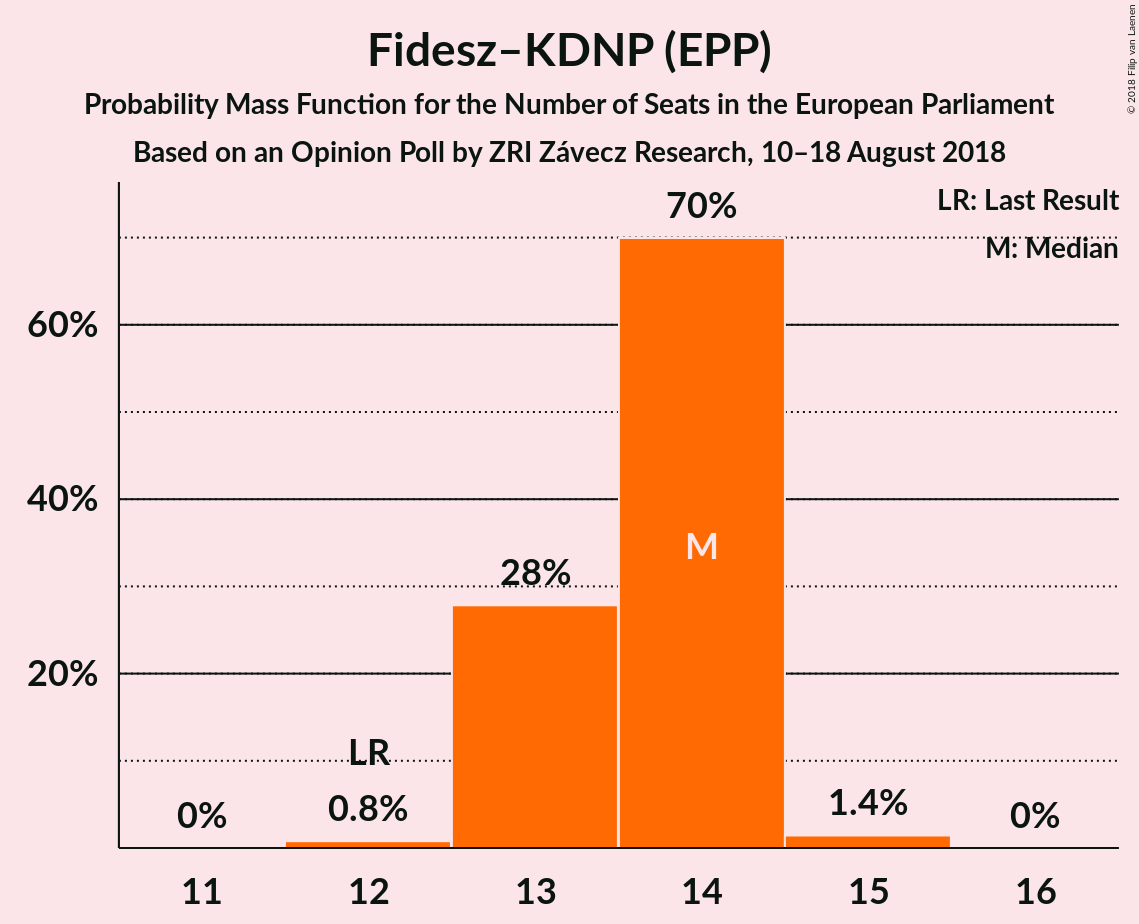 Fidesz–KDNP (EPP)
Probability Mass Function for the Number of Seats in the European Parliament
Based on an Opinion Poll by ZRI Závecz Research, 10–18 August 2018
© 2018 Filip van Laenen
LR: Last Result
M: Median
70%
60%
M
40%
28%
20%
LR
0%
0.8%
1.4%
0%
11
12
13
14
15
16